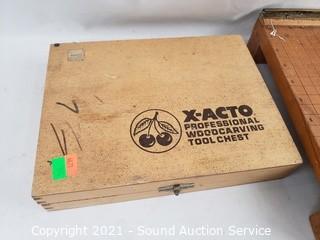 X-ACTO
PROFESSIONAL
WOODCARVING
TOOL CHEST
Copyright 2021 - Sound Auction Service